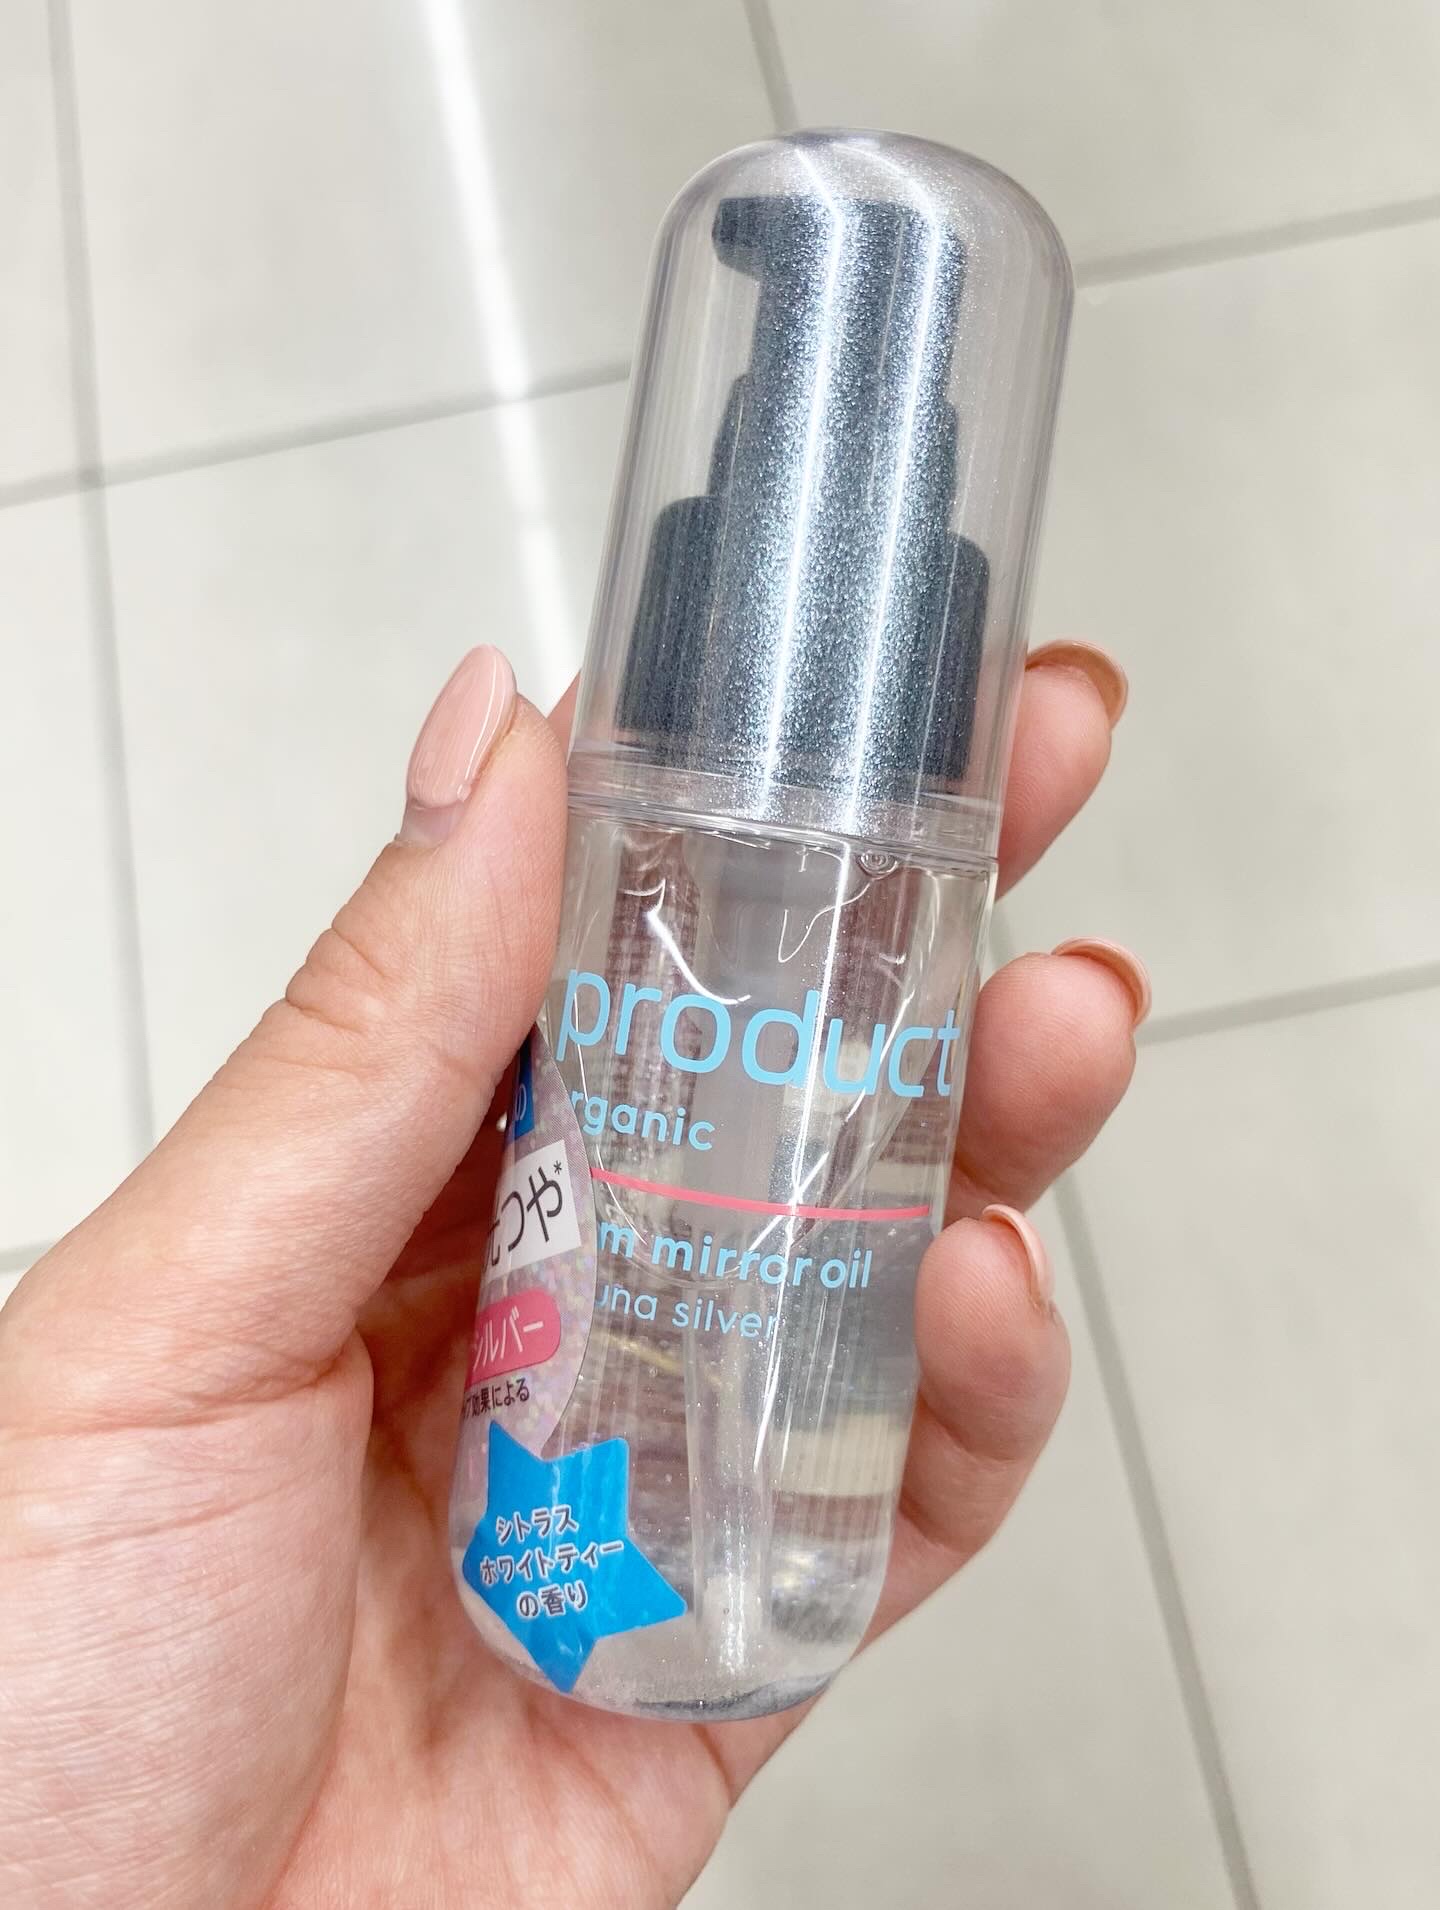 product
rganic
m mirror oil
una silver
の
つや*
シルバー
効果による
シトラス
ホワイトティー
の香り